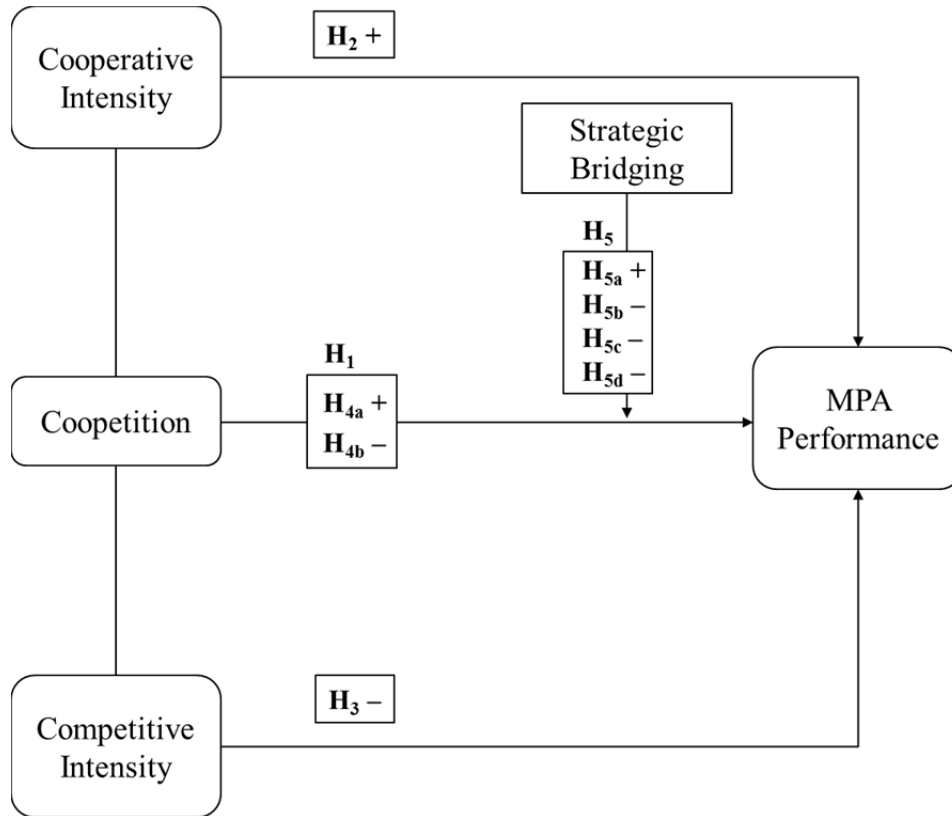 H₂ +
Cooperative
Intensity
Strategic
Bridging
H₅
H₅ₐ +
H₅b –
H₅c –
H₅d –
H₁
H₄ₐ +
H₄b –
Coopetition
MPA
Performance
H₃ –
Competitive
Intensity